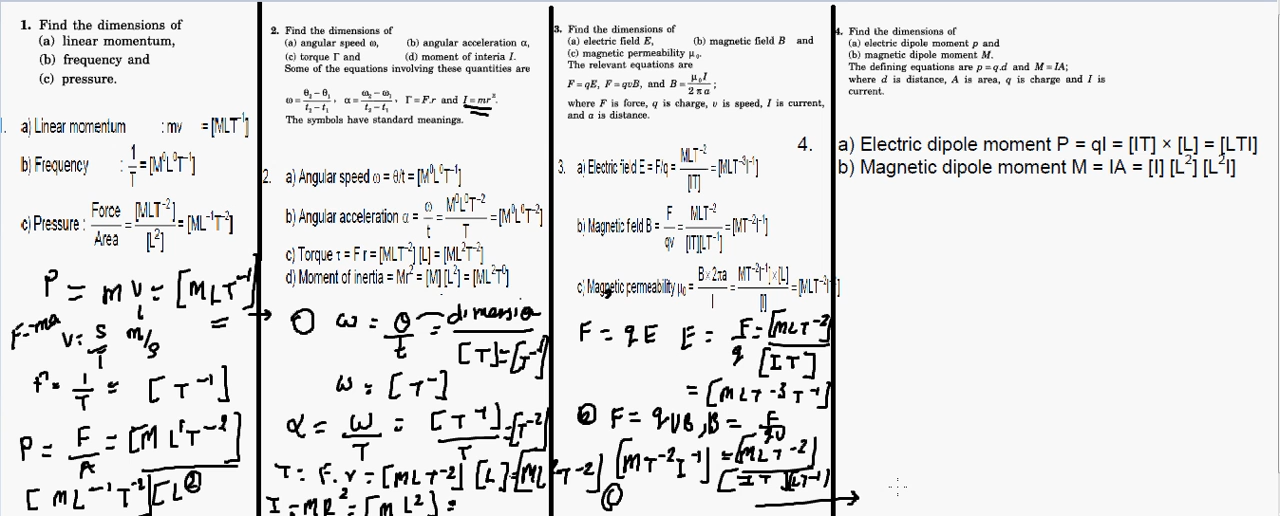 1. Find the dimensions of
(a) linear momentum,
(b) frequency and
(c) pressure.
a) Linear momentum : mv = [MLT⁻¹]
b) Frequency : 1/T = [M⁰L⁰T⁻¹]
c) Pressure : Force/Area = [MLT⁻²]/[L²] = [ML⁻¹T⁻²]
P = mv = [MLT⁻¹]
F=ma
v = s/T m/s
fⁿ = 1/T = [T⁻¹]
P = F/A = [ML¹T⁻²]
[ML⁻¹T⁻²] [L²]
2. Find the dimensions of
(a) angular speed ω, (b) angular acceleration α,
(c) torque Γ and (d) moment of interia I.
Some of the equations involving these quantities are
ω = θ₂ − θ₁/t₂ − t₁, α = ω₂ − ω₁/t₂ − t₁, Γ = F.r and I = mr².
The symbols have standard meanings.
2. a) Angular speed ω = θ/t = [M⁰L⁰T⁻¹]
b) Angular acceleration α = ω/t = M⁰L⁰T⁻²/T = [M⁰L⁰T⁻²]
c) Torque τ = F r = [MLT⁻²] [L] = [ML²T⁻²]
d) Moment of inertia = Mr² = [M] [L²] = [ML²T⁰]
ω = θ/t = dimension/[T] = [T⁻¹]
ω = [T⁻]
α = ω/T = [T⁻¹]/T = [T⁻²]
T = F.r = [MLT⁻²] [L] = [ML²T⁻²]
I = MR² = [ML²] =
3. Find the dimensions of
(a) electric field E, (b) magnetic field B and
(c) magnetic permeability μ₀.
The relevant equations are
F = qE, F = qvB, and B = μ₀I/2πa;
where F is force, q is charge, v is speed, I is current,
and a is distance.
3. a) Electric field E = F/q = MLT⁻²/[IT] = [MLT⁻³I⁻¹]
b) Magnetic field B = F/qv = MLT⁻²/[IT][LT⁻¹] = [MT⁻²I⁻¹]
c) Magnetic permeability μ₀ = B×2πa/I = MT⁻²I⁻¹]×[L]/[I] = [MLT⁻²I⁻²]
F = qE E = F/q = [MLT⁻²]/[IT]
= [MLT⁻³I⁻¹]
(b) F = qvB, B = F/qv
[MT⁻²I⁻¹] = [MLT⁻²]/[IT][LT⁻¹]
(c)
4. Find the dimensions of
(a) electric dipole moment p and
(b) magnetic dipole moment M.
The defining equations are p = q.d and M = IA;
where d is distance, A is area, q is charge and I is
current.
4. a) Electric dipole moment P = qI = [IT] × [L] = [LTI]
b) Magnetic dipole moment M = IA = [I] [L²] [L²I]